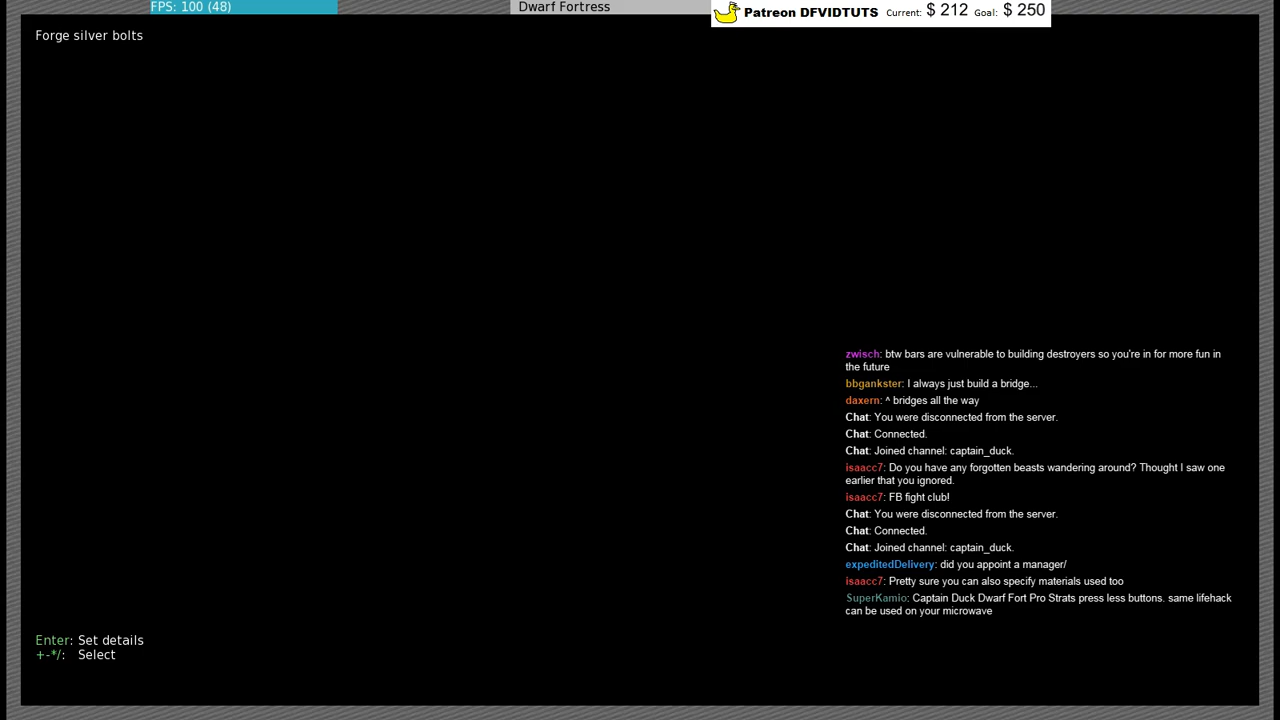 FPS: 100 (48)
Dwarf Fortress
Patreon DFVIDTUTS Current: $ 212 Goal: $ 250
Forge silver bolts
zwisch: btw bars are vulnerable to building destroyers so you're in for more fun in
the future
bbgankster: I always just build a bridge...
daxern: ^ bridges all the way
Chat: You were disconnected from the server.
Chat: Connected.
Chat: Joined channel: captain_duck.
isaacc7: Do you have any forgotten beasts wandering around? Thought I saw one
earlier that you ignored.
isaacc7: FB fight club!
Chat: You were disconnected from the server.
Chat: Connected.
Chat: Joined channel: captain_duck.
expeditedDelivery: did you appoint a manager/
isaacc7: Pretty sure you can also specify materials used too
SuperKamio: Captain Duck Dwarf Fort Pro Strats press less buttons. same lifehack
can be used on your microwave
Enter: Set details
+-*/: Select